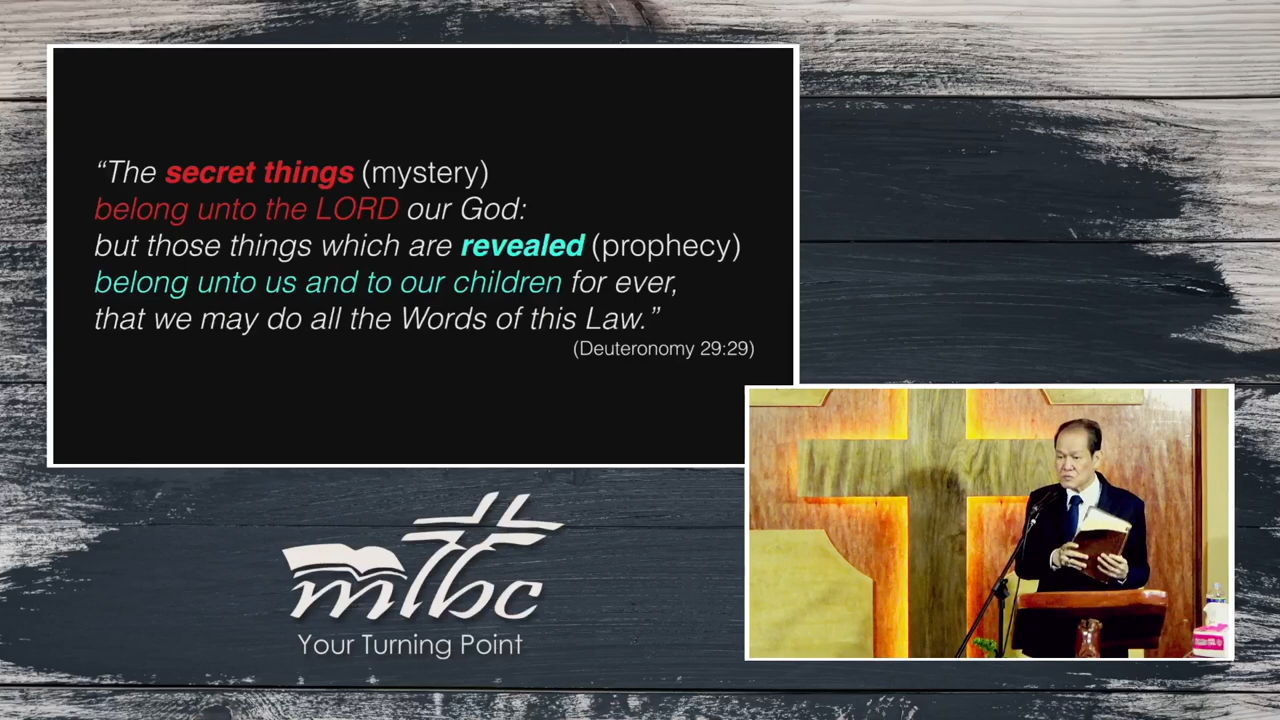 “The secret things (mystery)
belong unto the LORD our God:
but those things which are revealed (prophecy)
belong unto us and to our children for ever,
that we may do all the Words of this Law.”
(Deuteronomy 29:29)
mlbc
Your Turning Point